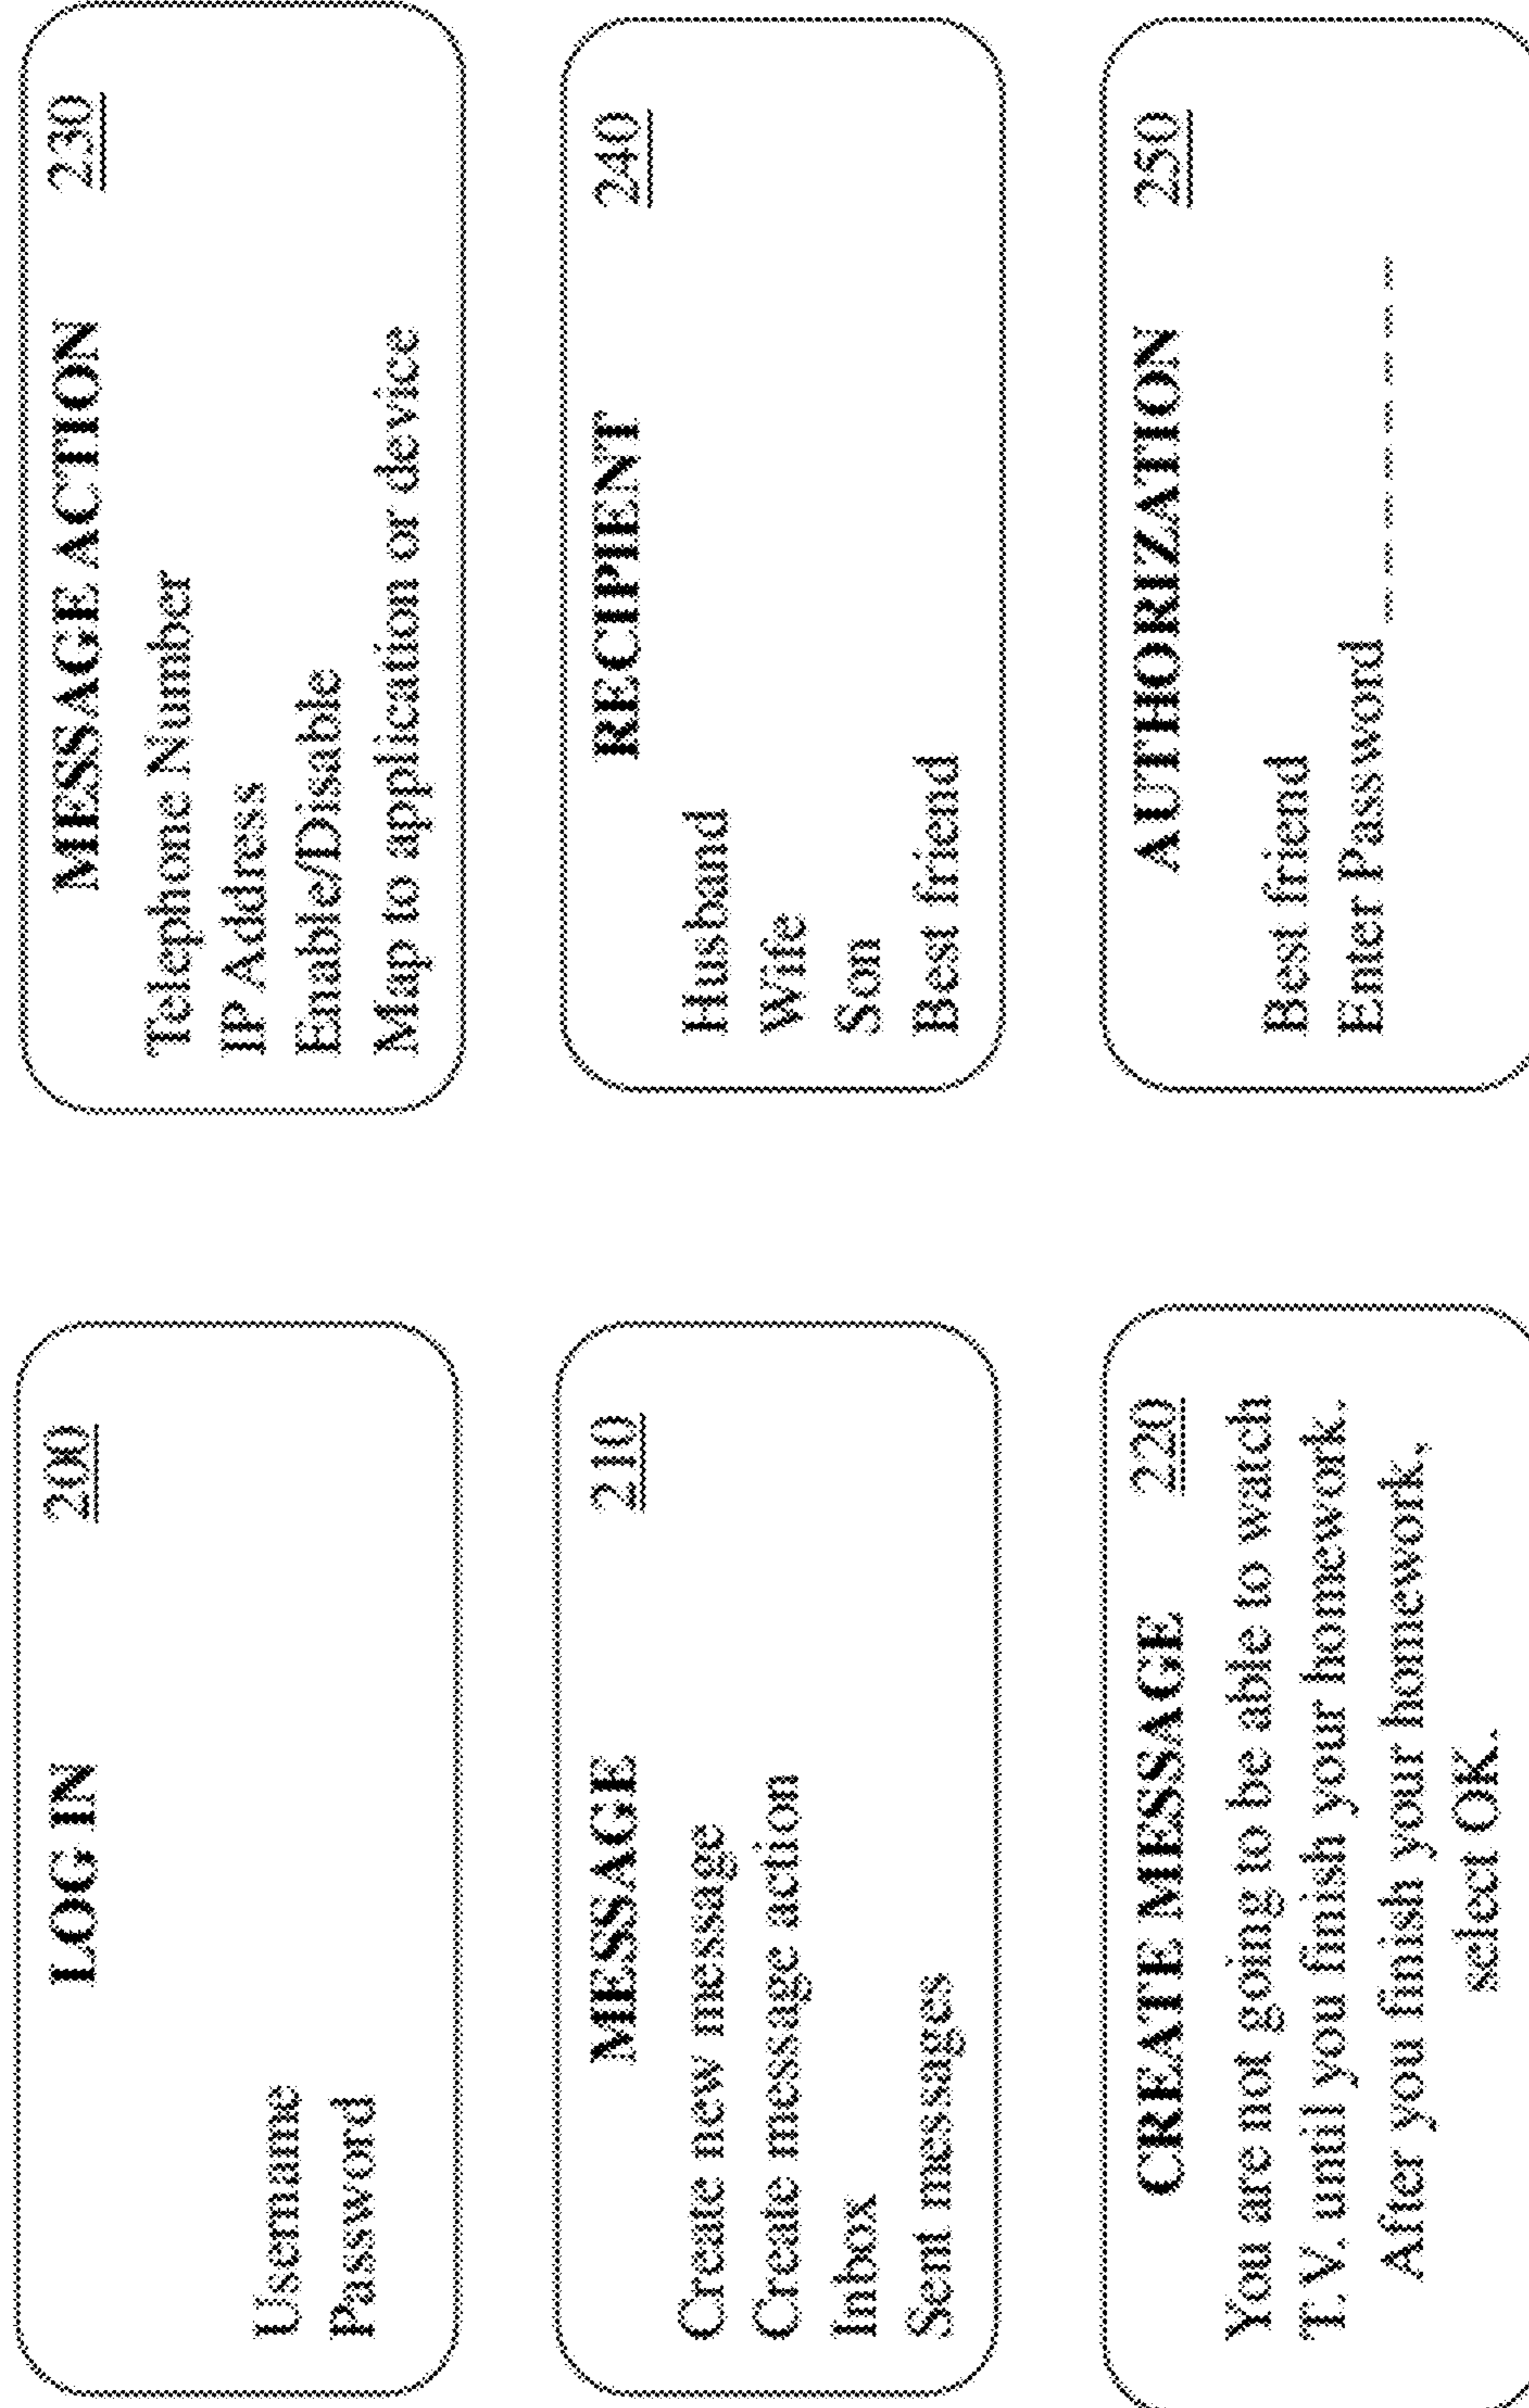 LOG IN 200
Username
Password
MESSAGE 210
Create new message
Create message action
Inbox
Sent messages
CREATE MESSAGE 220
You are not going to be able to watch
T.V. until you finish your homework.
After you finish your homework,
select OK.
MESSAGE ACTION 230
Telephone Number
IP Address
Enable/Disable
Map to application or device
RECIPIENT 240
Husband
Wife
Son
Best friend
AUTHORIZATION 250
Best friend
Enter Password _ _ _ _ _ _ _ _